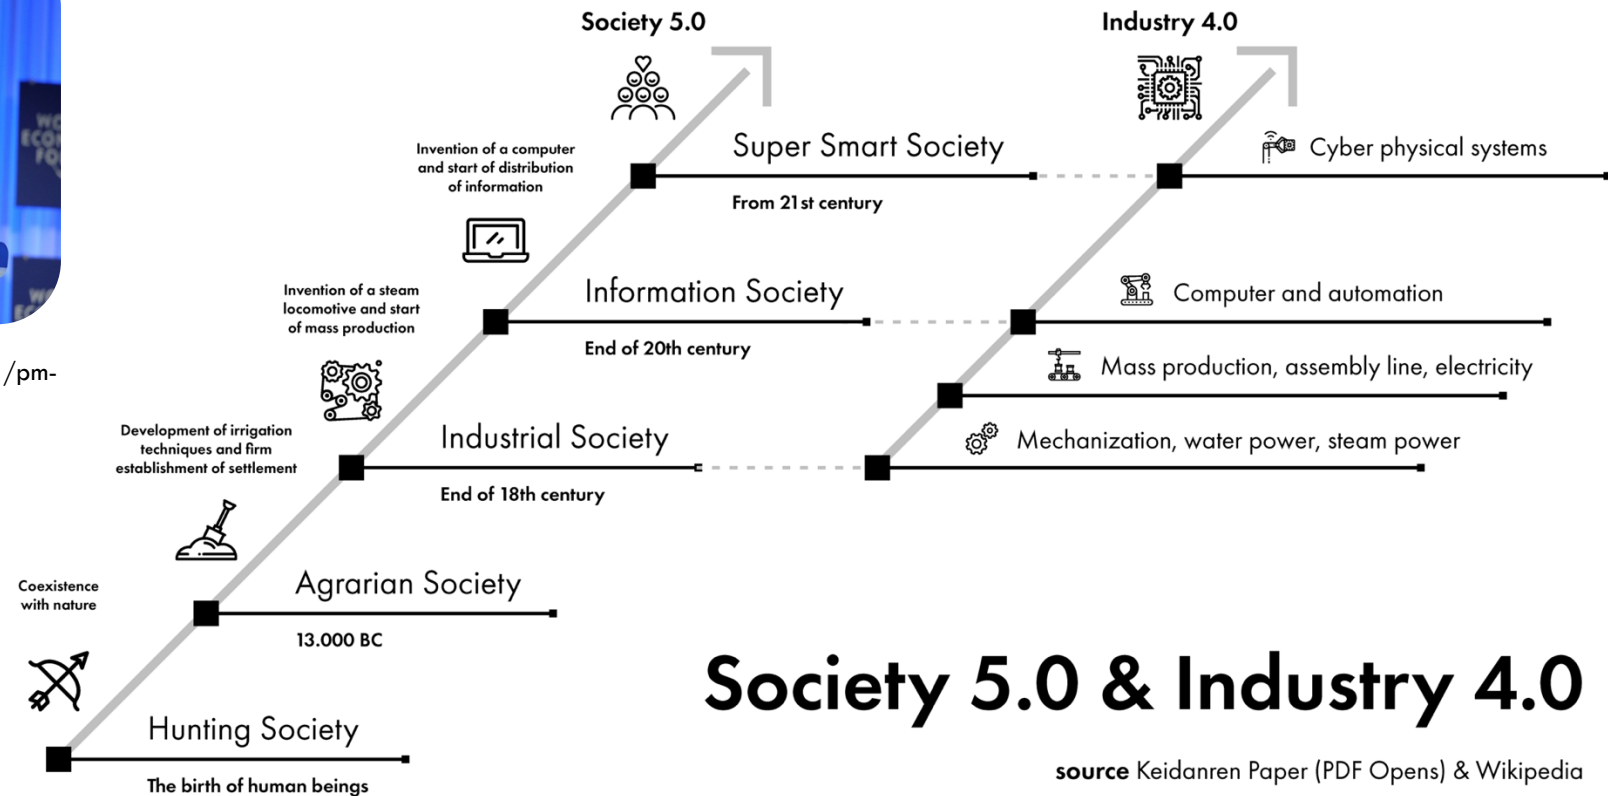 Society 5.0
Industry 4.0
Invention of a computer
and start of distribution
of information
Super Smart Society
From 21st century
Cyber physical systems
Invention of a steam
locomotive and start
of mass production
Information Society
End of 20th century
Computer and automation
Mass production, assembly line, electricity
/pm-
Development of irrigation
techniques and firm
establishment of settlement
Industrial Society
End of 18th century
Mechanization, water power, steam power
Coexistence
with nature
Agrarian Society
13.000 BC
Hunting Society
The birth of human beings
Society 5.0 & Industry 4.0
source Keidanren Paper (PDF Opens) & Wikipedia